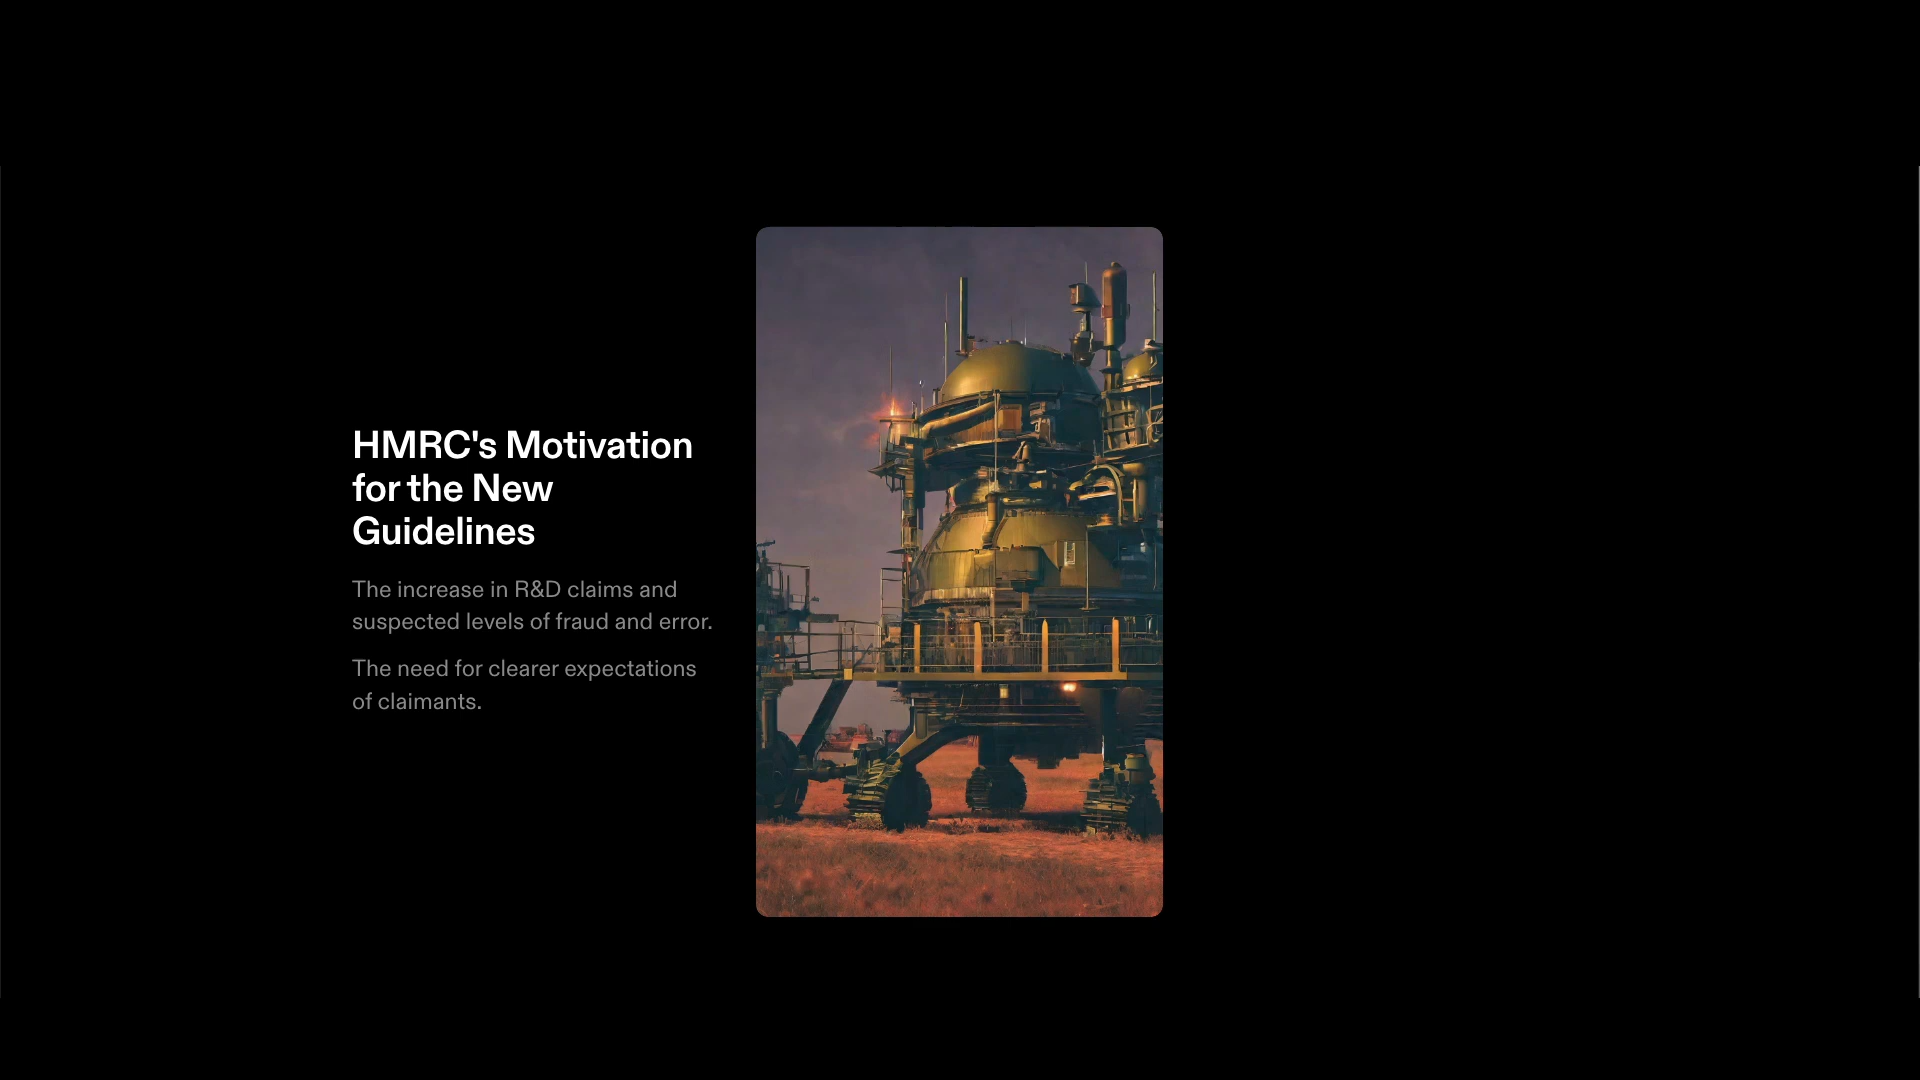 HMRC's Motivation
for the New
Guidelines
The increase in R&D claims and
suspected levels of fraud and error.
The need for clearer expectations
of claimants.